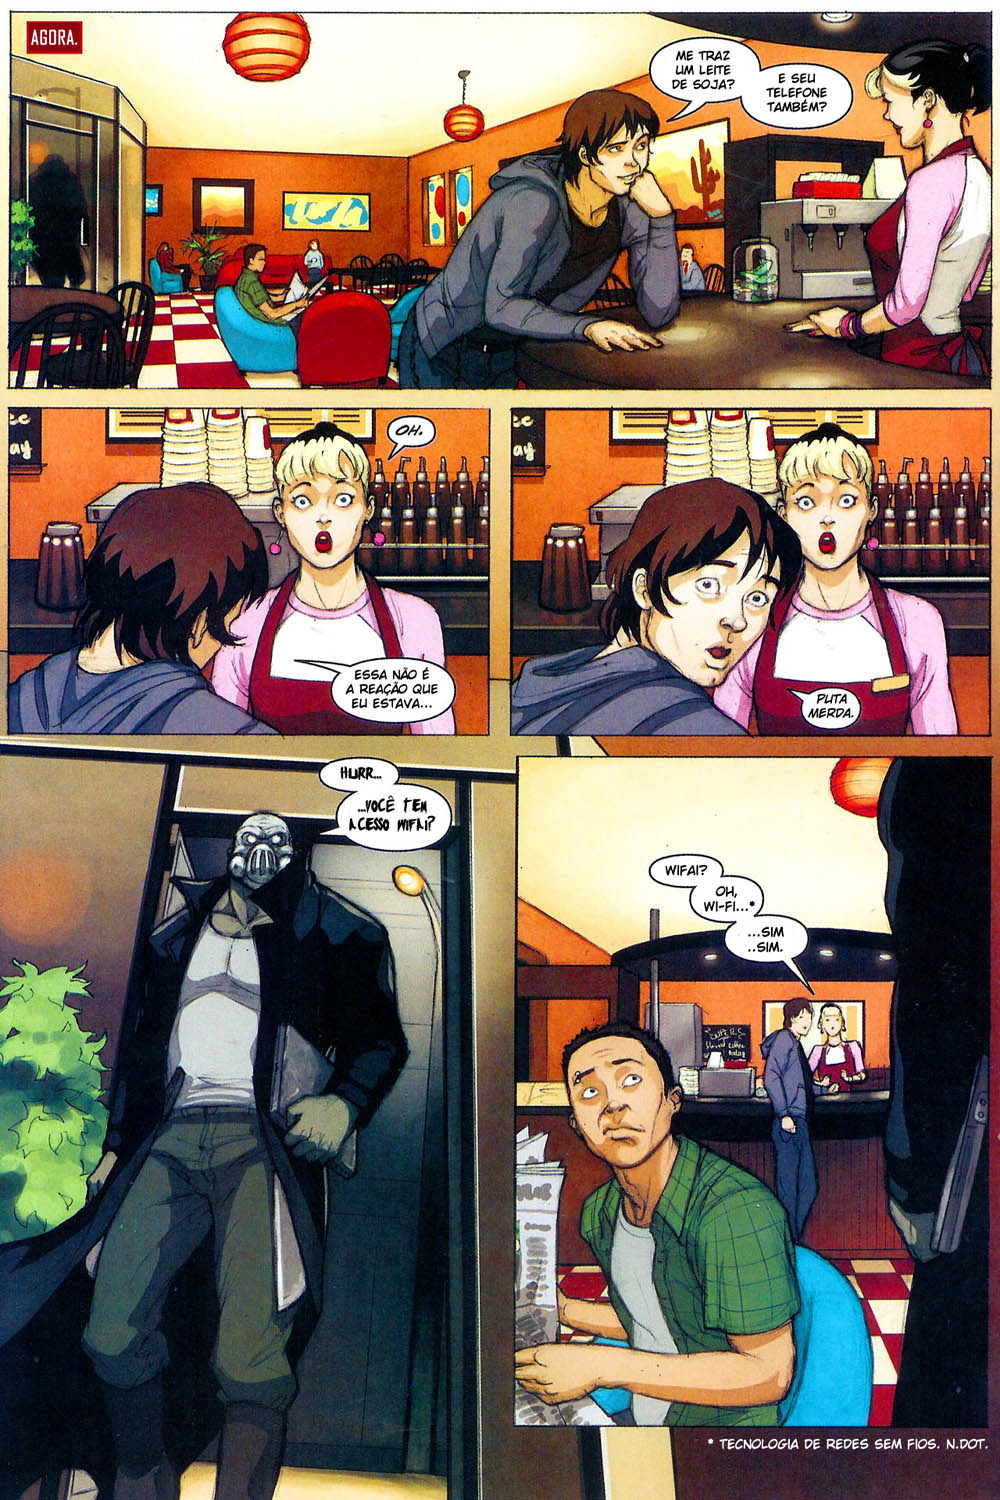 AGORA.
ME TRAZ
UM LEITE
DE SOJA?
E SEU
TELEFONE
TAMBÉM?
OH.
ESSA NÃO É
A REAÇÃO QUE
EU ESTAVA...
PUTA
MERDA.
HURR...
...VOCÊ TEM
ACESSO WIFAI?
WIFAI?
OH,
WI-FI...*
...SIM
..SIM.
* TECNOLOGIA DE REDES SEM FIOS. N.DOT.